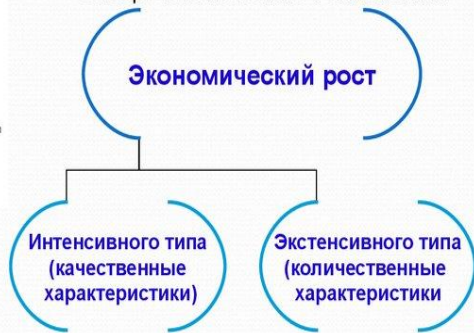 Экономический рост
Интенсивного типа
(качественные
характеристики)
Экстенсивного типа
(количественные
характеристики